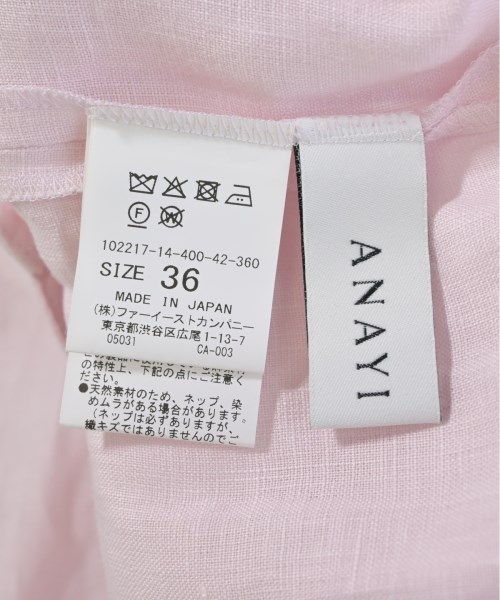 F
W
102217-14-400-42-360
SIZE 36
MADE IN JAPAN
(株)ファーイーストカンパニー
東京都渋谷区広尾1-13-7
05031 CA-003
の特性上、下記の点にご注意く
ださい。
●天然素材のため、ネップ、染
めムラがある場合があります。
(ネップは必ずありますが、
織キズではありませんのでご
ANAYI